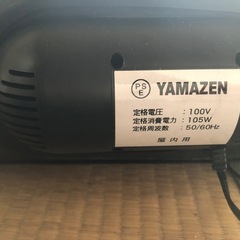 PS
E
YAMAZEN
定格電圧：100V
定格消費電力：105W
定格周波数：50/60Hz
屋内用